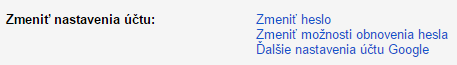 Zmeniť nastavenia účtu: Zmeniť heslo
Zmeniť možnosti obnovenia hesla
Ďalšie nastavenia účtu Google